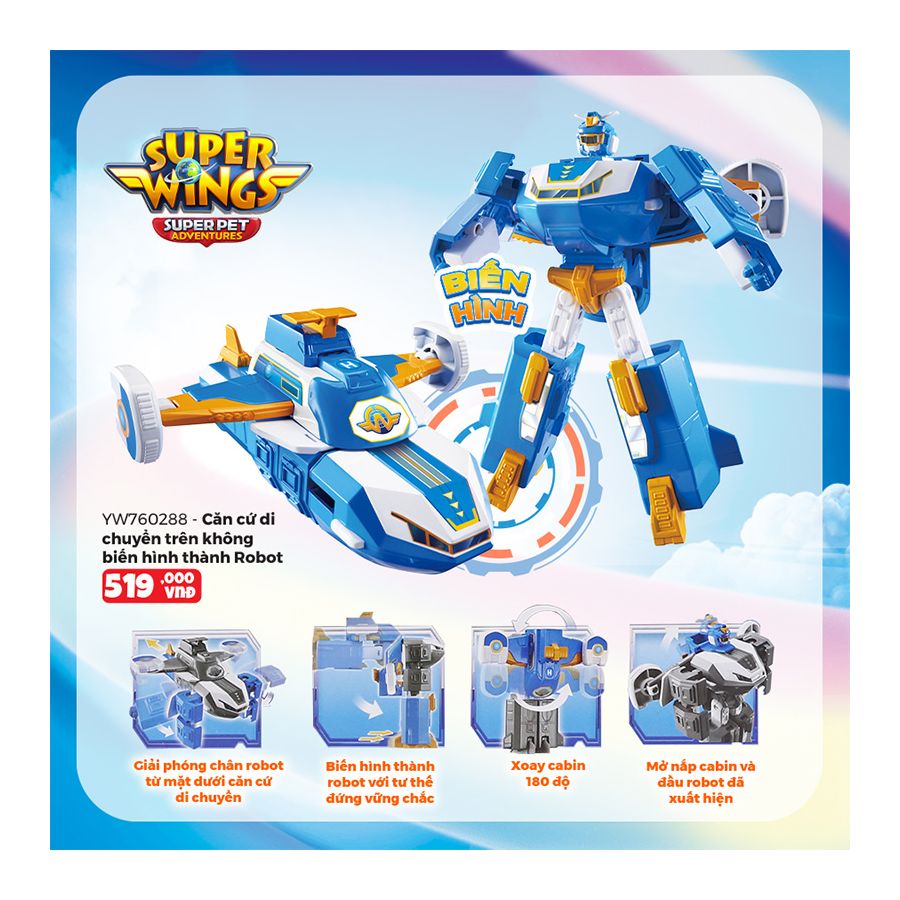 SUPER
WINGS
SUPER PET
ADVENTURES
BIẾN
HÌNH
H
YW760288 - Căn cứ di
chuyển trên không
biến hình thành Robot
519.000
VNĐ
Giải phóng chân robot
từ mặt dưới căn cứ
di chuyển
Biến hình thành
robot với tư thế
đứng vững chắc
Xoay cabin
180 độ
Mở nắp cabin và
đầu robot đã
xuất hiện
H